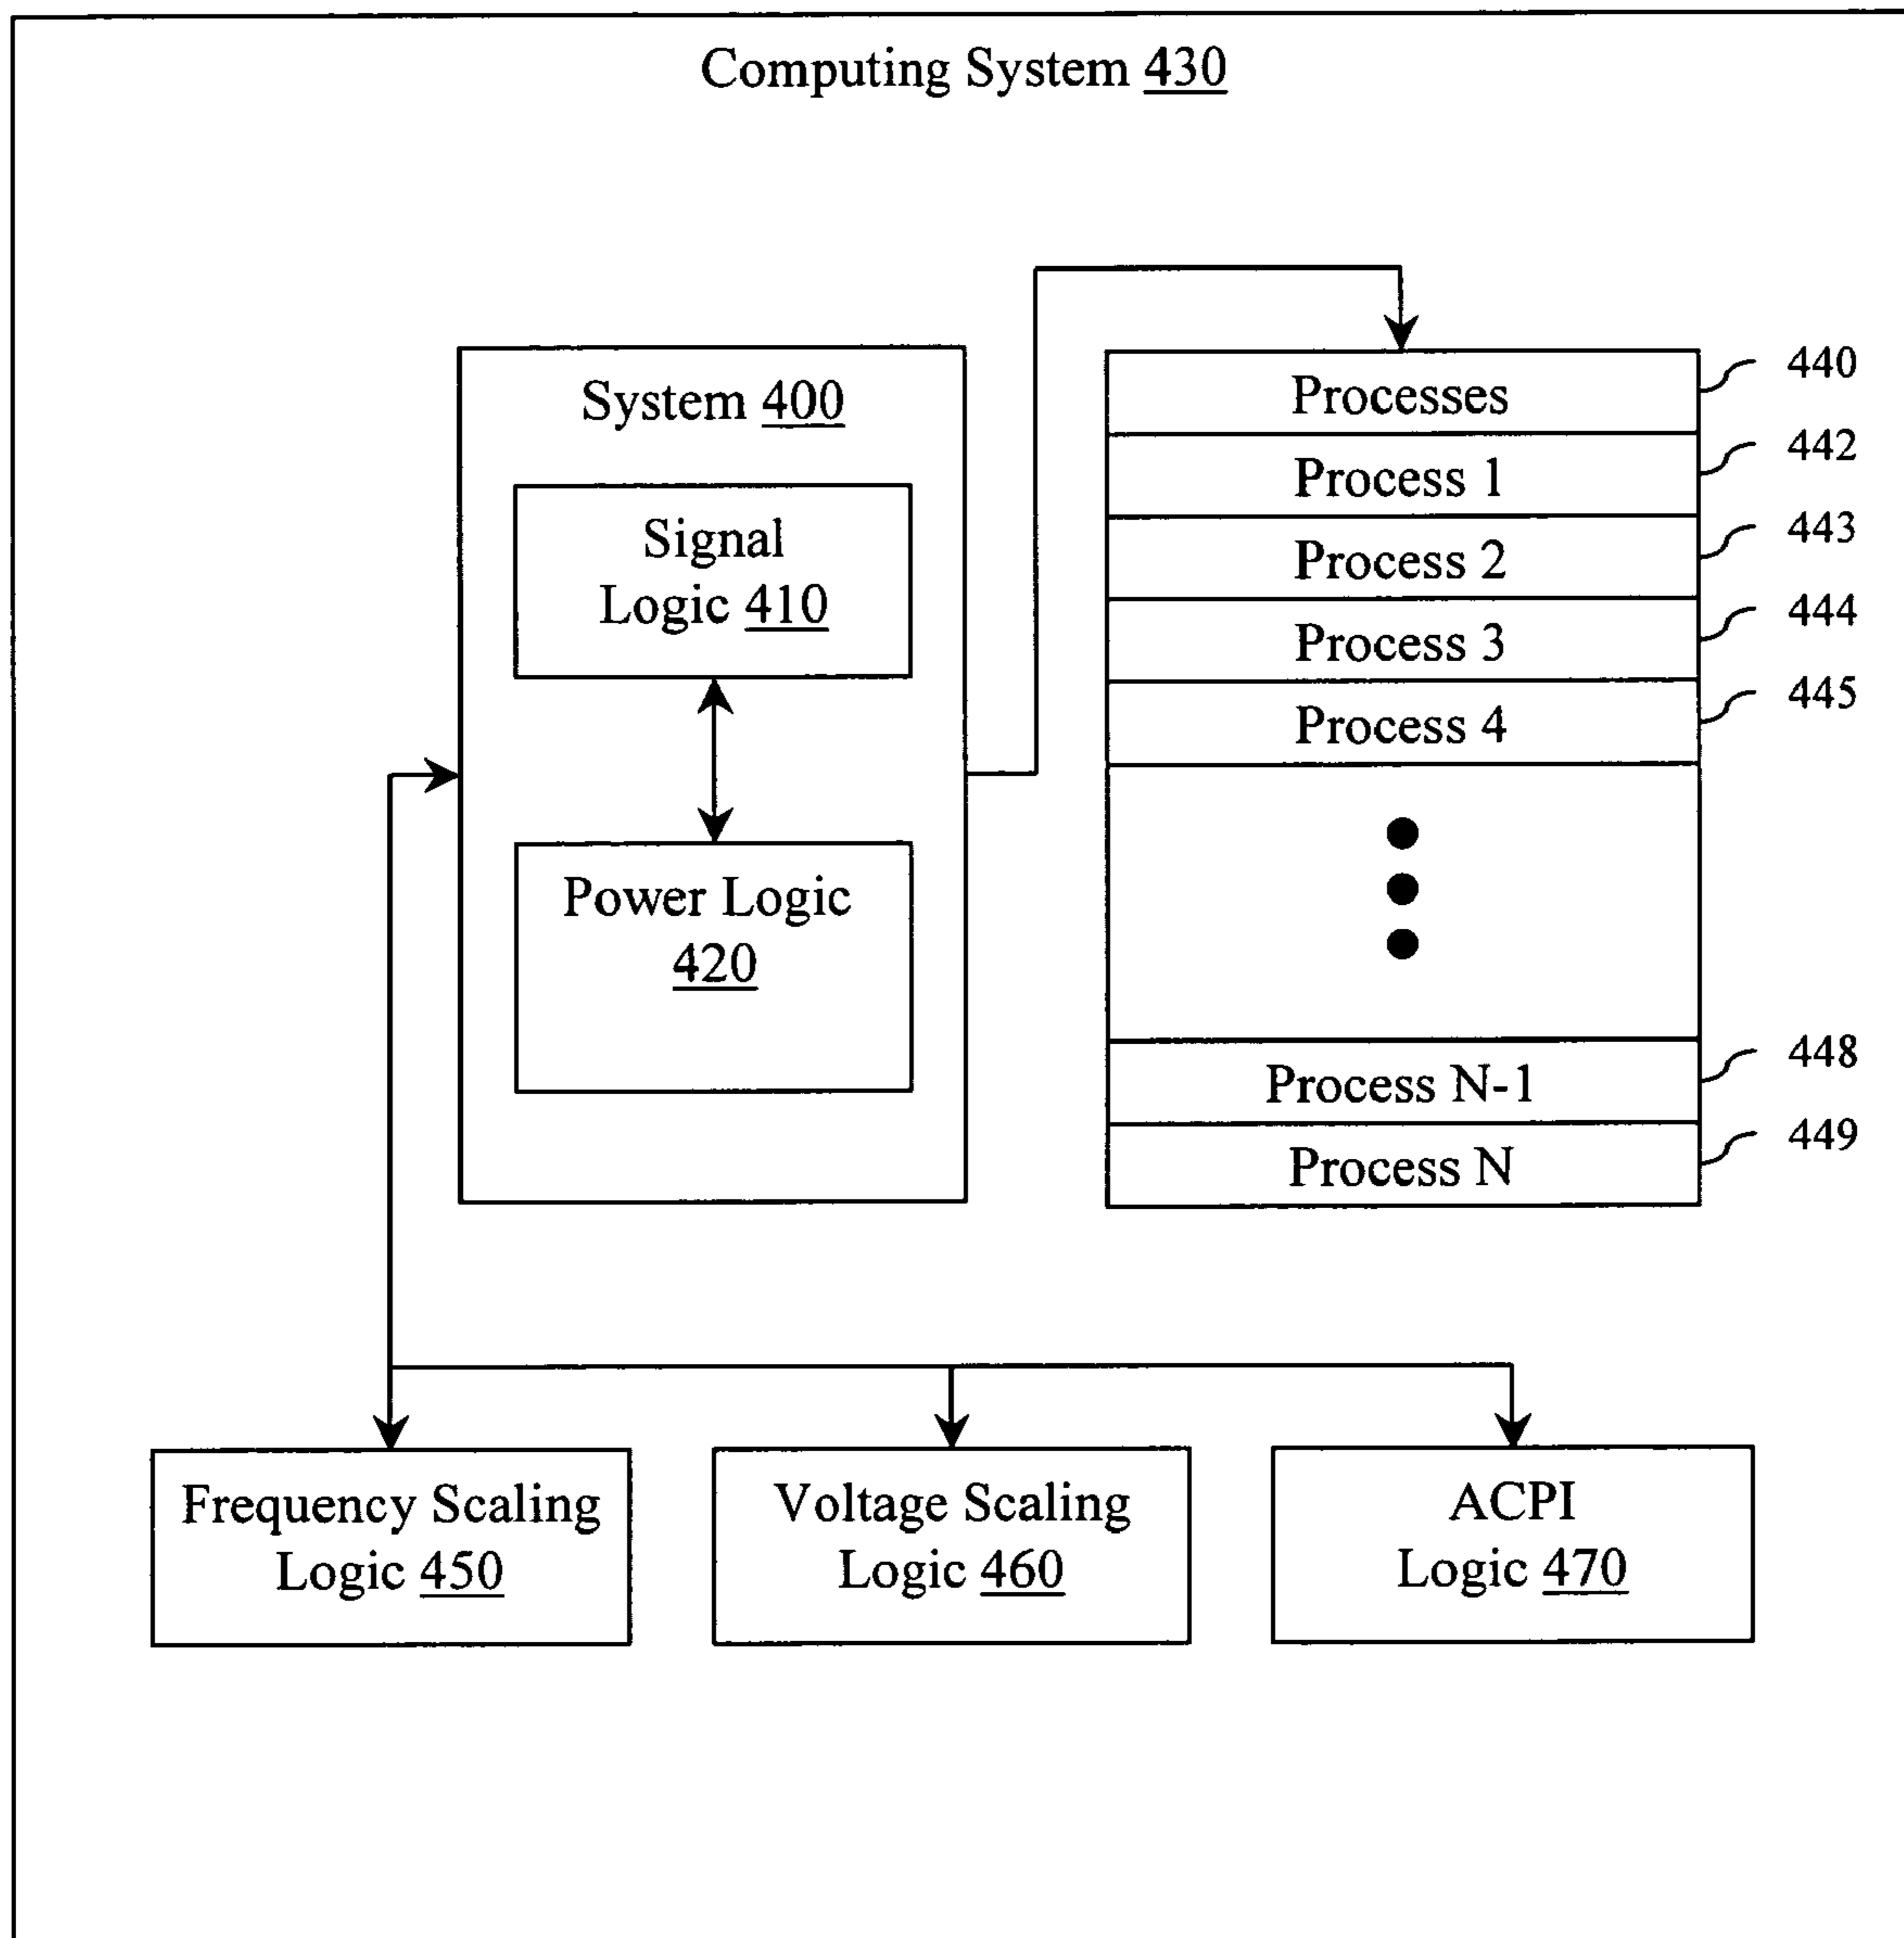 Computing System 430
System 400
Signal
Logic 410
Power Logic
420
Processes
440
Process 1
442
Process 2
443
Process 3
444
Process 4
445
Process N-1
448
Process N
449
Frequency Scaling
Logic 450
Voltage Scaling
Logic 460
ACPI
Logic 470